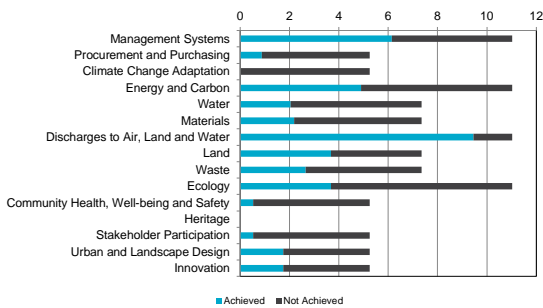 0 2 4 6 8 10 12
Management Systems
Procurement and Purchasing
Climate Change Adaptation
Energy and Carbon
Water
Materials
Discharges to Air, Land and Water
Land
Waste
Ecology
Community Health, Well-being and Safety
Heritage
Stakeholder Participation
Urban and Landscape Design
Innovation
Achieved Not Achieved